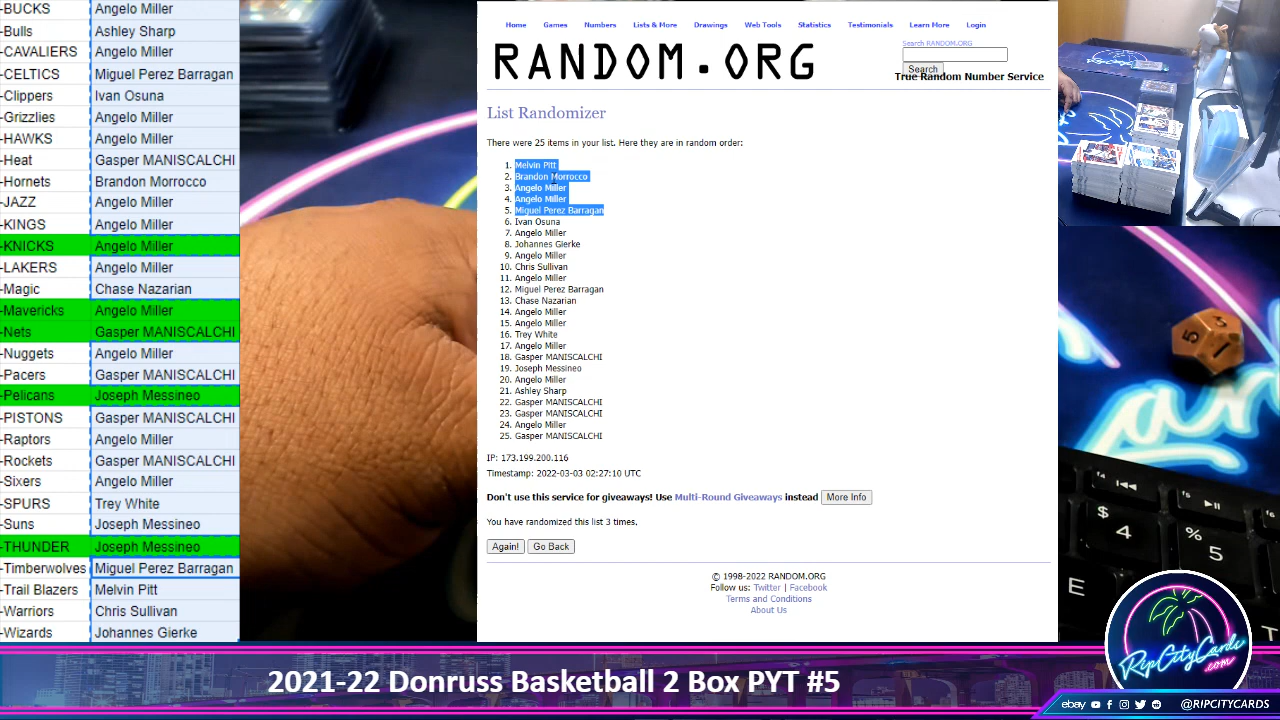 -BUCKS Angelo Miller
-Bulls Ashley Sharp
-CAVALIERS Angelo Miller
-CELTICS Miguel Perez Barragan
-Clippers Ivan Osuna
-Grizzlies Angelo Miller
-HAWKS Angelo Miller
-Heat Gasper MANISCALCHI
-Hornets Brandon Morrocco
-JAZZ Angelo Miller
-KINGS Angelo Miller
-KNICKS Angelo Miller
-LAKERS Angelo Miller
-Magic Chase Nazarian
-Mavericks Angelo Miller
-Nets Gasper MANISCALCHI
-Nuggets Angelo Miller
-Pacers Gasper MANISCALCHI
-Pelicans Joseph Messineo
-PISTONS Gasper MANISCALCHI
-Raptors Angelo Miller
-Rockets Gasper MANISCALCHI
-Sixers Angelo Miller
-SPURS Trey White
-Suns Joseph Messineo
-THUNDER Joseph Messineo
-Timberwolves Miguel Perez Barragan
-Trail Blazers Melvin Pitt
-Warriors Chris Sullivan
-Wizards Johannes Gierke
Home Games Numbers Lists & More Drawings Web Tools Statistics Testimonials Learn More Login
RANDOM.ORG
Search RANDOM.ORG
Search
True Random Number Service
List Randomizer
There were 25 items in your list. Here they are in random order:
1. Melvin Pitt
2. Brandon Morrocco
3. Angelo Miller
4. Angelo Miller
5. Miguel Perez Barragan
6. Ivan Osuna
7. Angelo Miller
8. Johannes Gierke
9. Angelo Miller
10. Chris Sullivan
11. Angelo Miller
12. Miguel Perez Barragan
13. Chase Nazarian
14. Angelo Miller
15. Angelo Miller
16. Trey White
17. Angelo Miller
18. Gasper MANISCALCHI
19. Joseph Messineo
20. Angelo Miller
21. Ashley Sharp
22. Gasper MANISCALCHI
23. Gasper MANISCALCHI
24. Angelo Miller
25. Gasper MANISCALCHI
IP: 173.199.200.116
Timestamp: 2022-03-03 02:27:10 UTC
Don't use this service for giveaways! Use Multi-Round Giveaways instead More Info
You have randomized this list 3 times.
Again! Go Back
© 1998-2022 RANDOM.ORG
Follow us: Twitter | Facebook
Terms and Conditions
About Us
$
4
%
5
E
RipCityCards
.com
2021-22 Donruss Basketball 2 Box PYT #5
ebay @RIPCITYCARDS